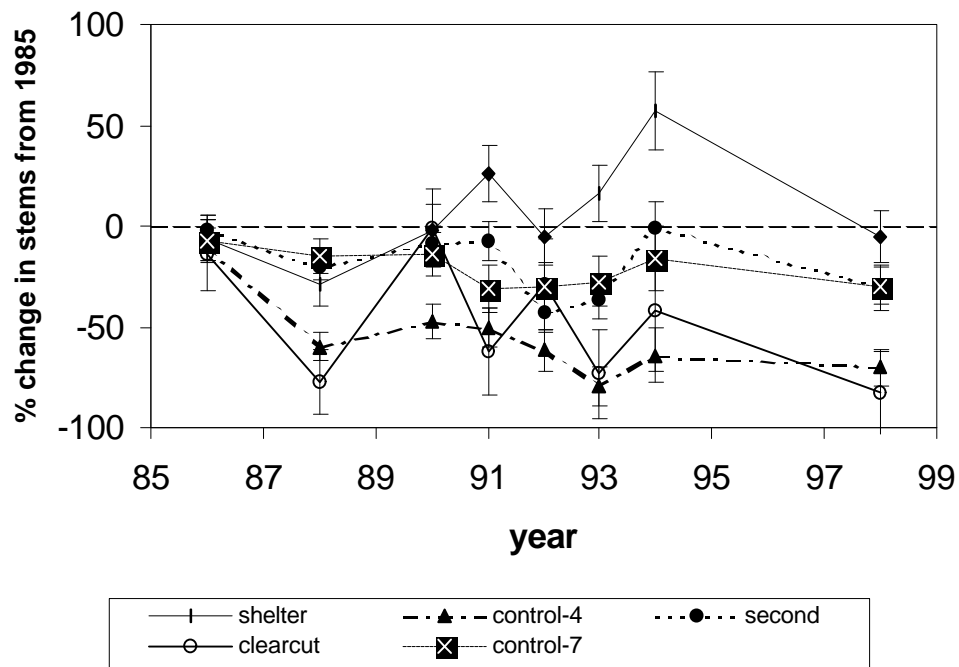 % change in stems from 1985
100
50
0
-50
-100
85 87 89 91 93 95 97 99
year
shelter control-4 second
clearcut control-7